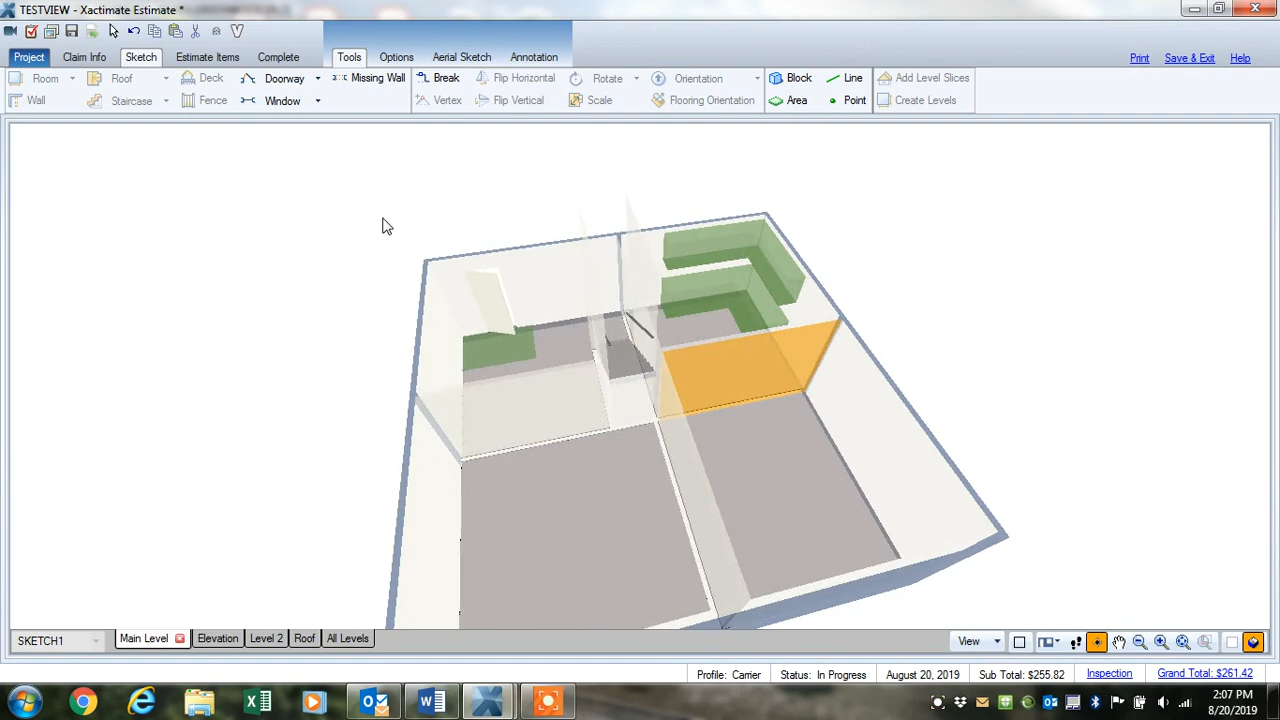 TESTVIEW - Xactimate Estimate *
Project Claim Info Sketch Estimate Items Complete Tools Options Aerial Sketch Annotation Print Save & Exit Help
Room Roof Deck Doorway Missing Wall Break Flip Horizontal Rotate Orientation Block Line Add Level Slices
Wall Staircase Fence Window Vertex Flip Vertical Scale Flooring Orientation Area Point Create Levels
SKETCH1 Main Level Elevation Level 2 Roof All Levels View
Profile: Carrier Status: In Progress August 20, 2019 Sub Total: $255.82 Inspection Grand Total: $261.42
2:07 PM
8/20/2019